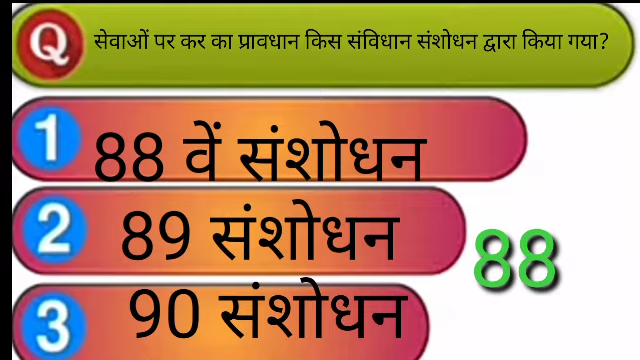 Q सेवाओं पर कर का प्रावधान किस संविधान संशोधन द्वारा किया गया?
1 88 वें संशोधन
2 89 संशोधन
88
3 90 संशोधन